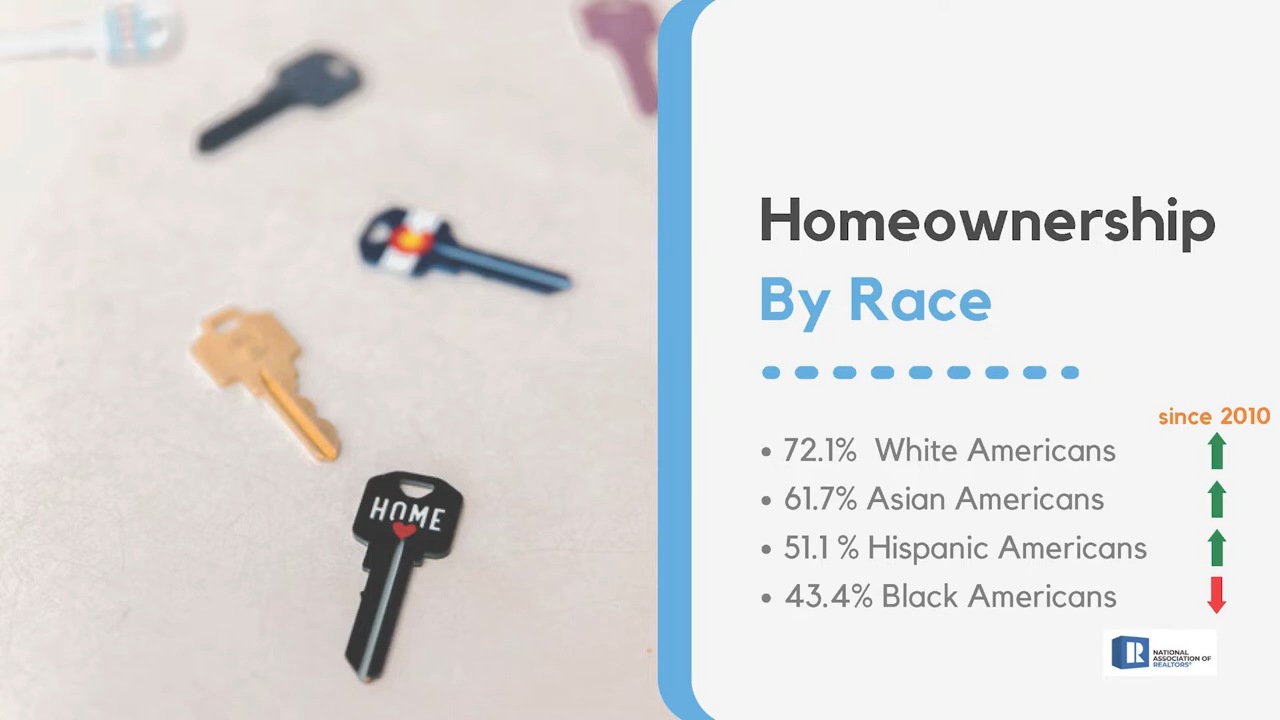 Homeownership
By Race
since 2010
• 72.1% White Americans
• 61.7% Asian Americans
• 51.1 % Hispanic Americans
• 43.4% Black Americans
HOME
R
NATIONAL
ASSOCIATION OF
REALTORS®